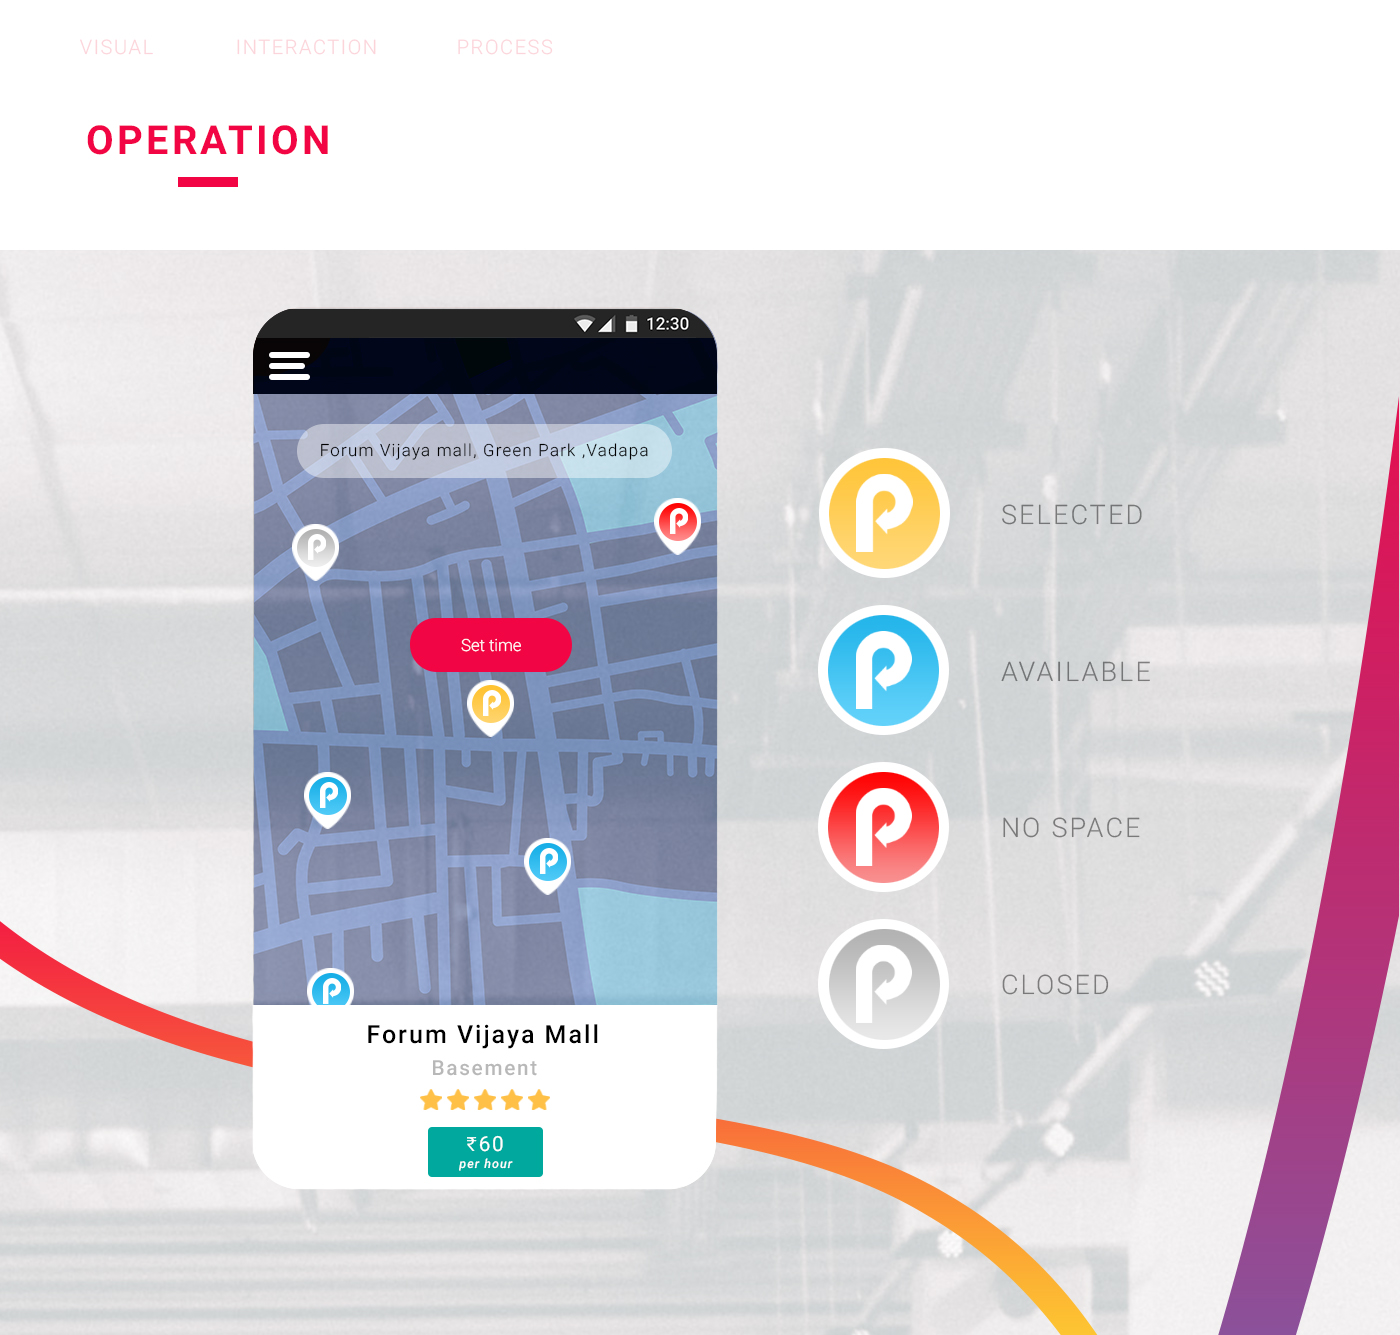 VISUAL INTERACTION PROCESS
OPERATION
12:30
Forum Vijaya mall, Green Park ,Vadapa
Set time
SELECTED
AVAILABLE
NO SPACE
CLOSED
Forum Vijaya Mall
Basement
₹60
per hour